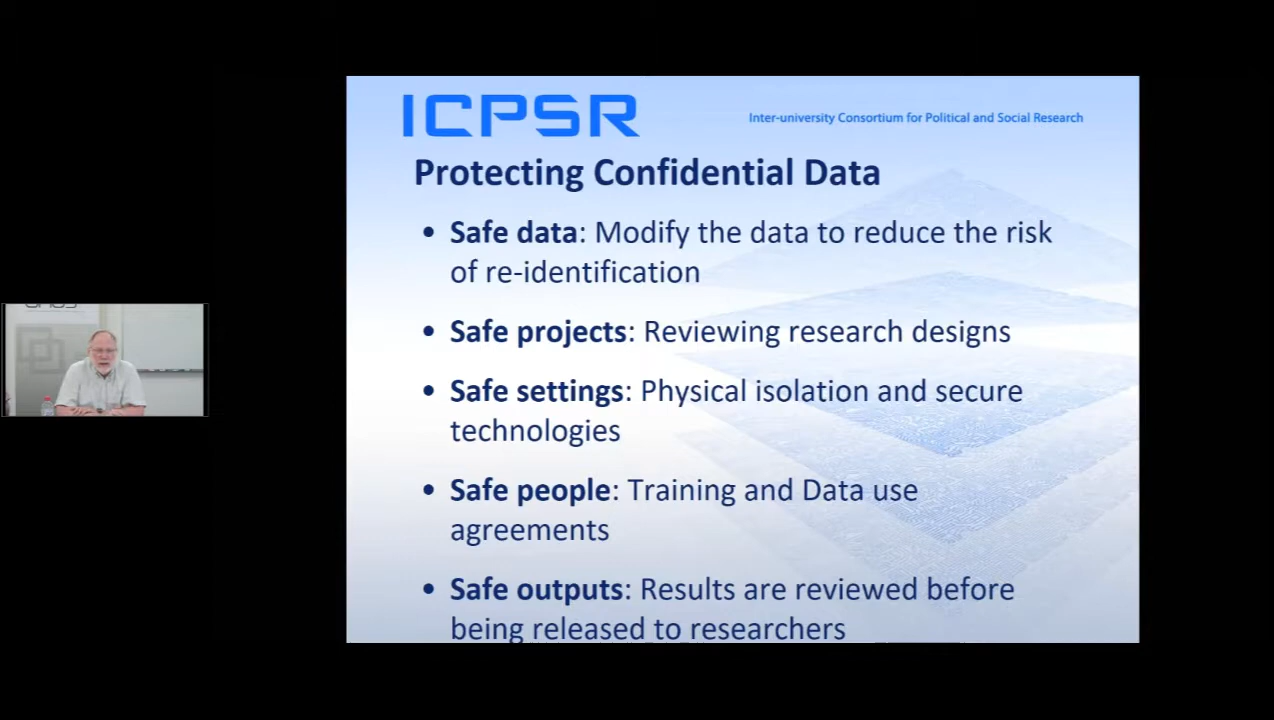 ICPSR
Inter-university Consortium for Political and Social Research
Protecting Confidential Data
• Safe data: Modify the data to reduce the risk
of re-identification
• Safe projects: Reviewing research designs
• Safe settings: Physical isolation and secure
technologies
• Safe people: Training and Data use
agreements
• Safe outputs: Results are reviewed before
being released to researchers